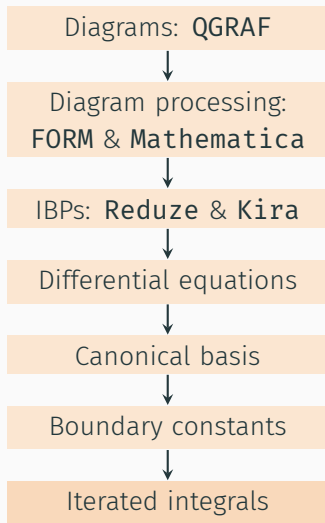 Diagrams: QGRAF
Diagram processing:
FORM & Mathematica
IBPs: Reduze & Kira
Differential equations
Canonical basis
Boundary constants
Iterated integrals